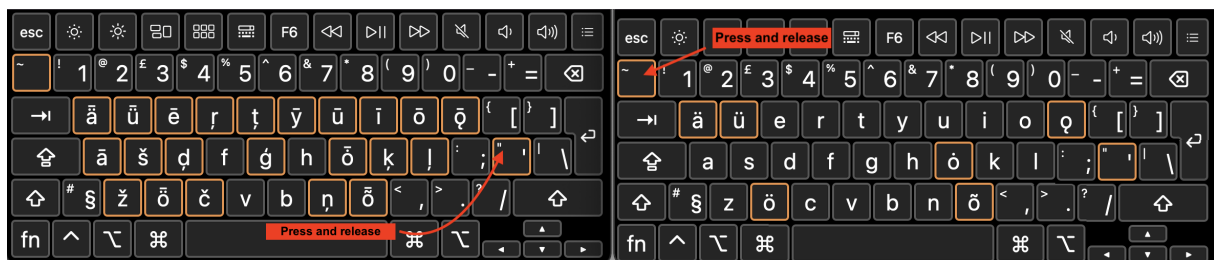 esc F6
~ ! 1 @ 2 £ 3 $ 4 % 5 ^ 6 & 7 * 8 ( 9 ) 0 - - + =
ǟ ǖ ē ŗ ț ȳ ū ī ō ǭ { [ } ]
ā š ḑ f ģ h ȱ ķ ļ : ; " ' | \
# § ž ȫ č v b ņ ȭ < , > . ? /
Press and release
fn ^ ⌥ ⌘ ⌘ ⌥
esc F6
Press and release
~ ! 1 @ 2 £ 3 $ 4 % 5 ^ 6 & 7 * 8 ( 9 ) 0 - - + =
ä ü e r t y u i o ǫ { [ } ]
a s d f g h ȯ k l : ; " ' | \
# § z ö c v b n õ < , > . ? /
fn ^ ⌥ ⌘ ⌘ ⌥